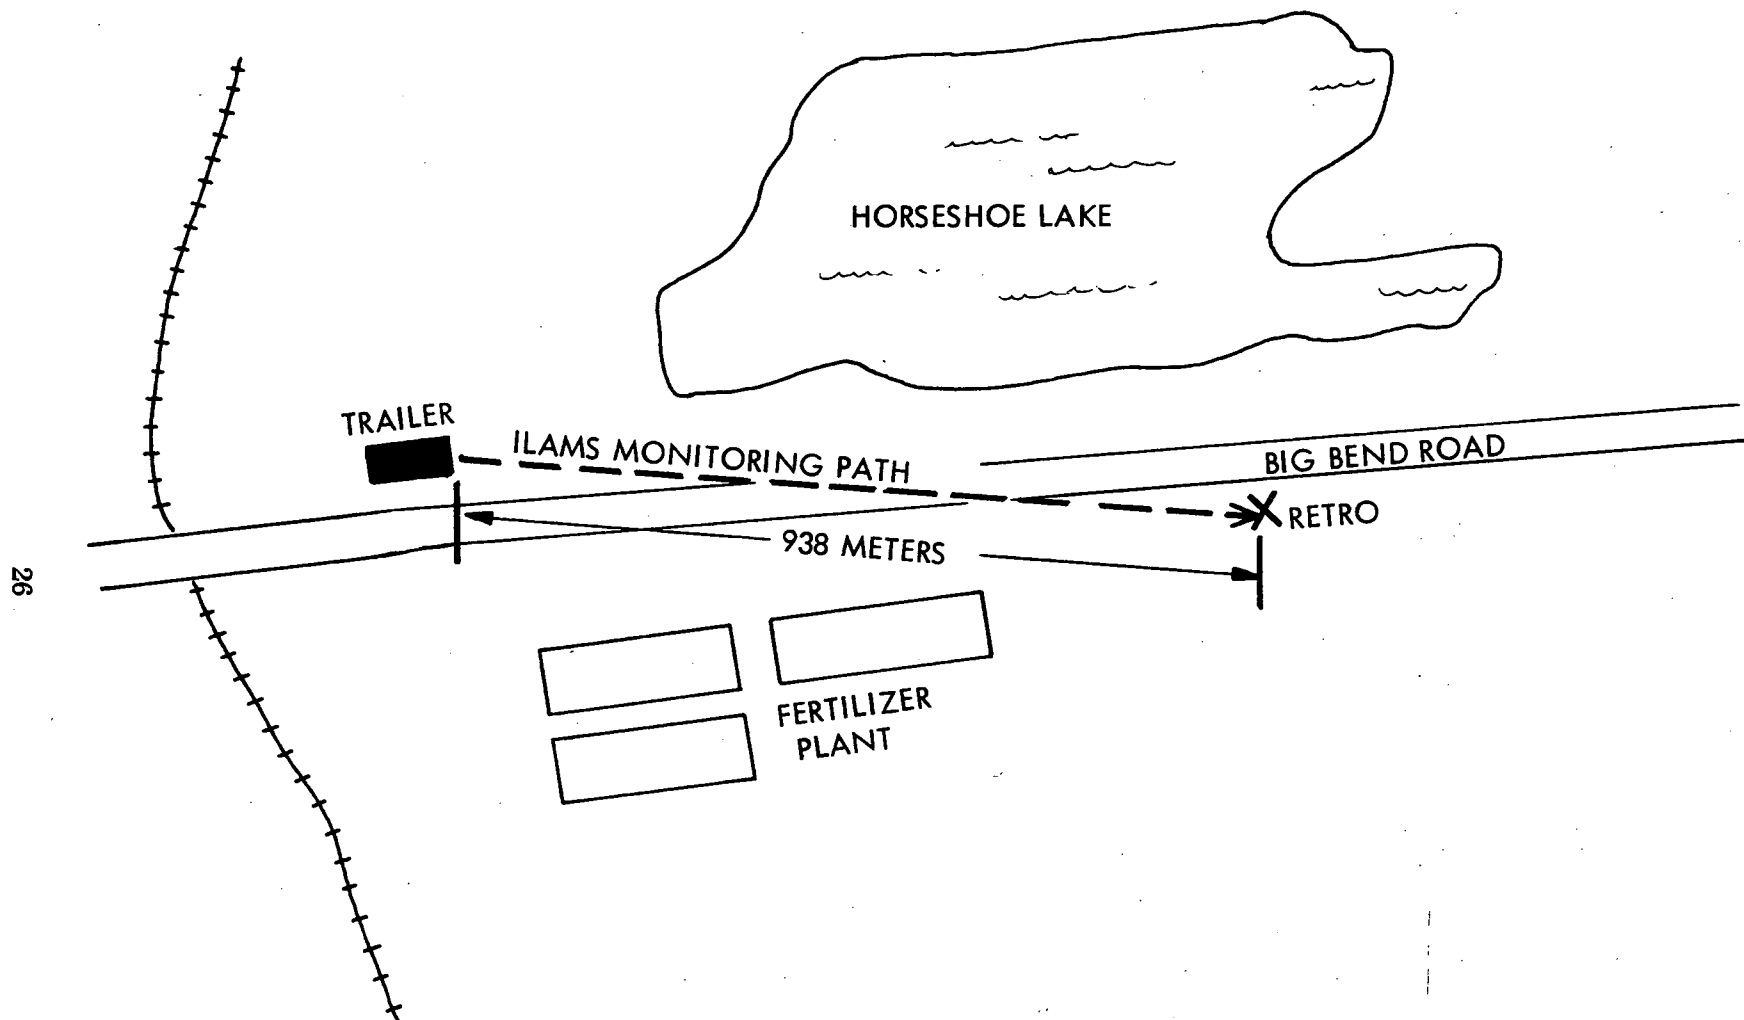 HORSESHOE LAKE
TRAILER
ILAMS MONITORING PATH
BIG BEND ROAD
RETRO
938 METERS
26
FERTILIZER
PLANT